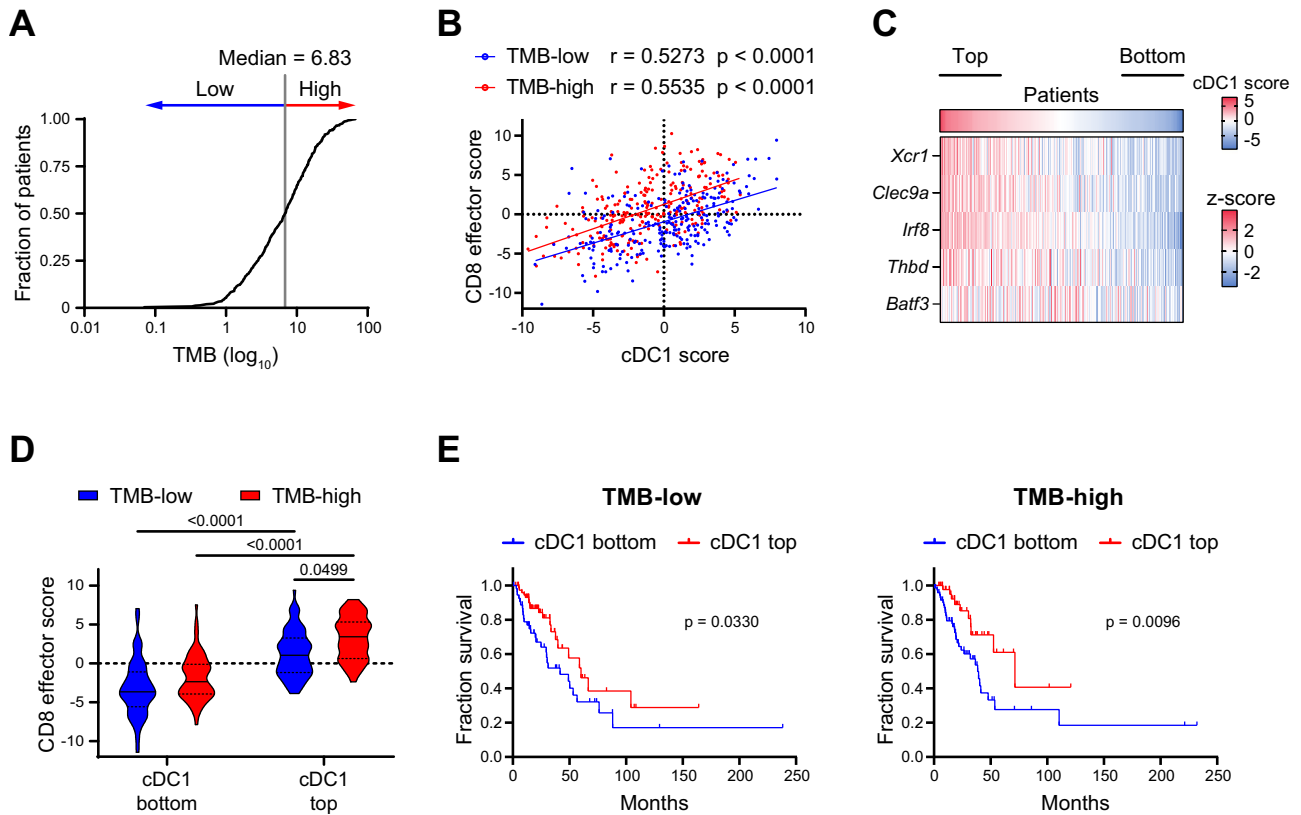 A
Median = 6.83
Low
High
Fraction of patients
1.00
0.75
0.50
0.25
0
0.01
0.1
1
10
100
TMB (log10)
B
TMB-low r = 0.5273 p < 0.0001
TMB-high r = 0.5535 p < 0.0001
CD8 effector score
10
5
0
-5
-10
-10
-5
0
5
10
cDC1 score
C
Top
Bottom
Patients
cDC1 score
5
0
-5
Xcr1
Clec9a
Irf8
Thbd
Batf3
z-score
2
0
-2
D
TMB-low
TMB-high
<0.0001
<0.0001
0.0499
CD8 effector score
10
5
0
-5
-10
cDC1
bottom
cDC1
top
E
TMB-low
cDC1 bottom
cDC1 top
Fraction survival
1.0
0.8
0.6
0.4
0.2
0.0
p = 0.0330
0
50
100
150
200
250
Months
TMB-high
cDC1 bottom
cDC1 top
Fraction survival
1.0
0.8
0.6
0.4
0.2
0.0
p = 0.0096
0
50
100
150
200
250
Months